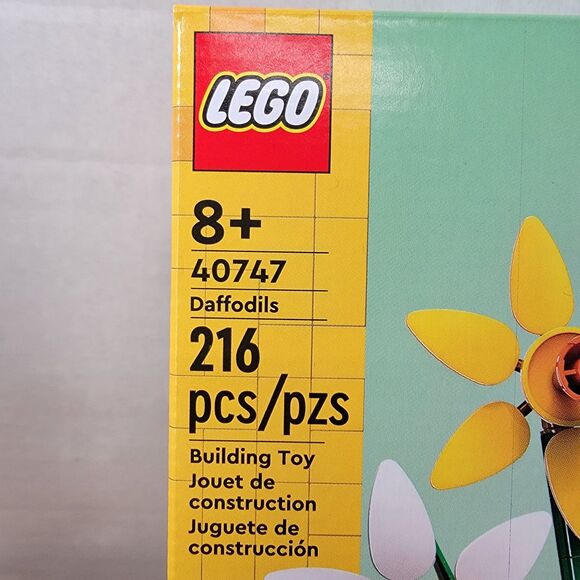 LEGO
8+
40747
Daffodils
216
pcs/pzs
Building Toy
Jouet de
construction
Juguete de
construcción